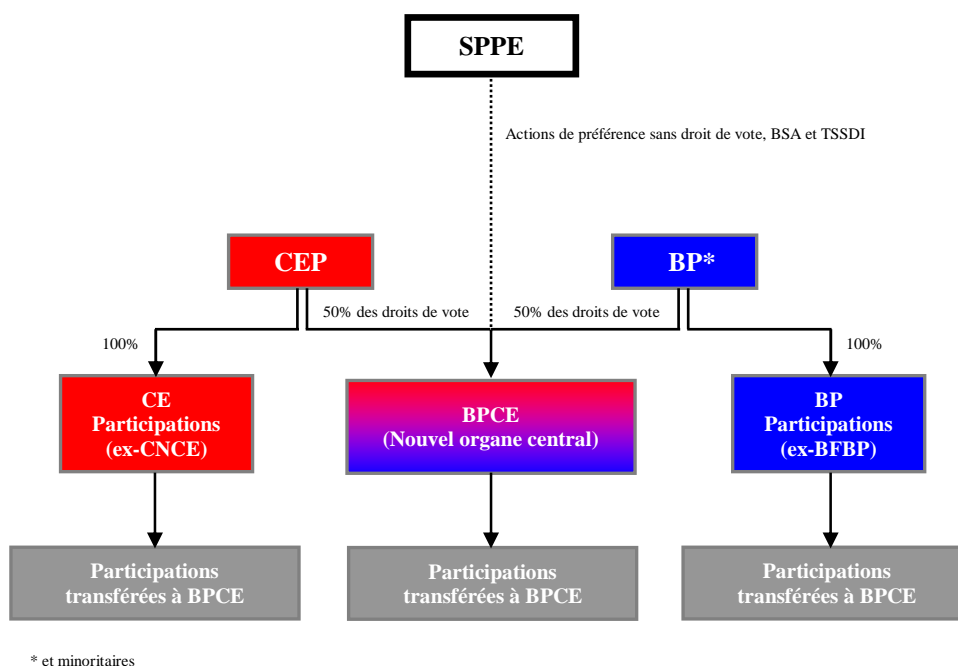 SPPE
Actions de préférence sans droit de vote, BSA et TSSDI
CEP
BP*
50% des droits de vote
50% des droits de vote
100%
100%
CE
Participations
(ex-CNCE)
BPCE
(Nouvel organe central)
BP
Participations
(ex-BFBP)
Participations
transférées à BPCE
Participations
transférées à BPCE
Participations
transférées à BPCE
* et minoritaires